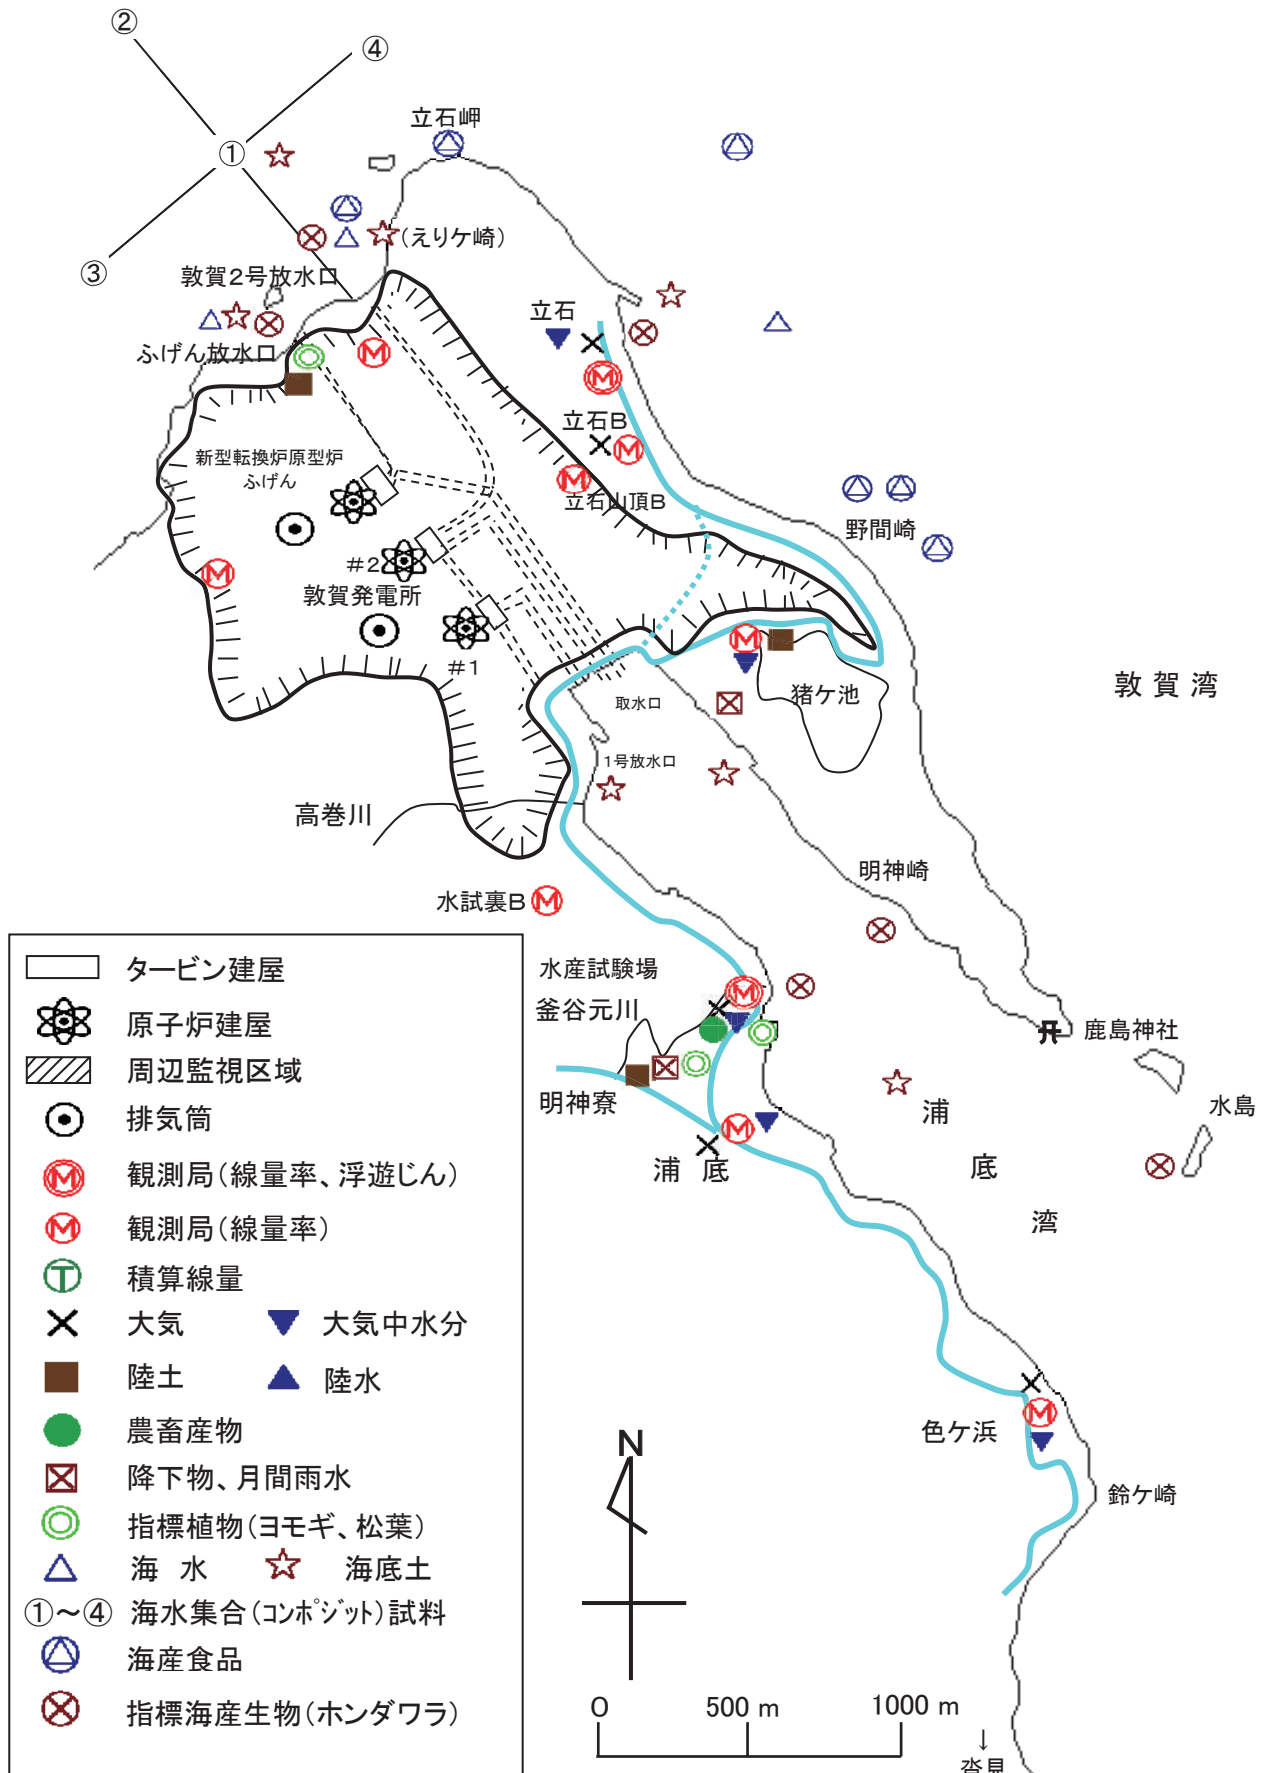 ②
④
立石岬
①
(えりケ崎)
③
敦賀2号放水口
立石
ふげん放水口
立石B
新型転換炉原型炉
ふげん
立石山頂B
野間崎
#2
敦賀発電所
#1
猪ケ池
敦賀湾
取水口
1号放水口
高巻川
明神崎
水試裏B
水産試験場
釜谷元川
鹿島神社
明神寮
水島
浦底
浦
底
湾
色ケ浜
鈴ケ崎
タービン建屋
原子炉建屋
周辺監視区域
排気筒
M 観測局(線量率、浮遊じん)
M 観測局(線量率)
T 積算線量
大気 大気中水分
陸土 陸水
農畜産物
降下物、月間雨水
指標植物(ヨモギ、松葉)
海 水 海底土
①~④ 海水集合(コンポジット)試料
海産食品
指標海産生物(ホンダワラ)
N
0 500 m 1000 m
↓